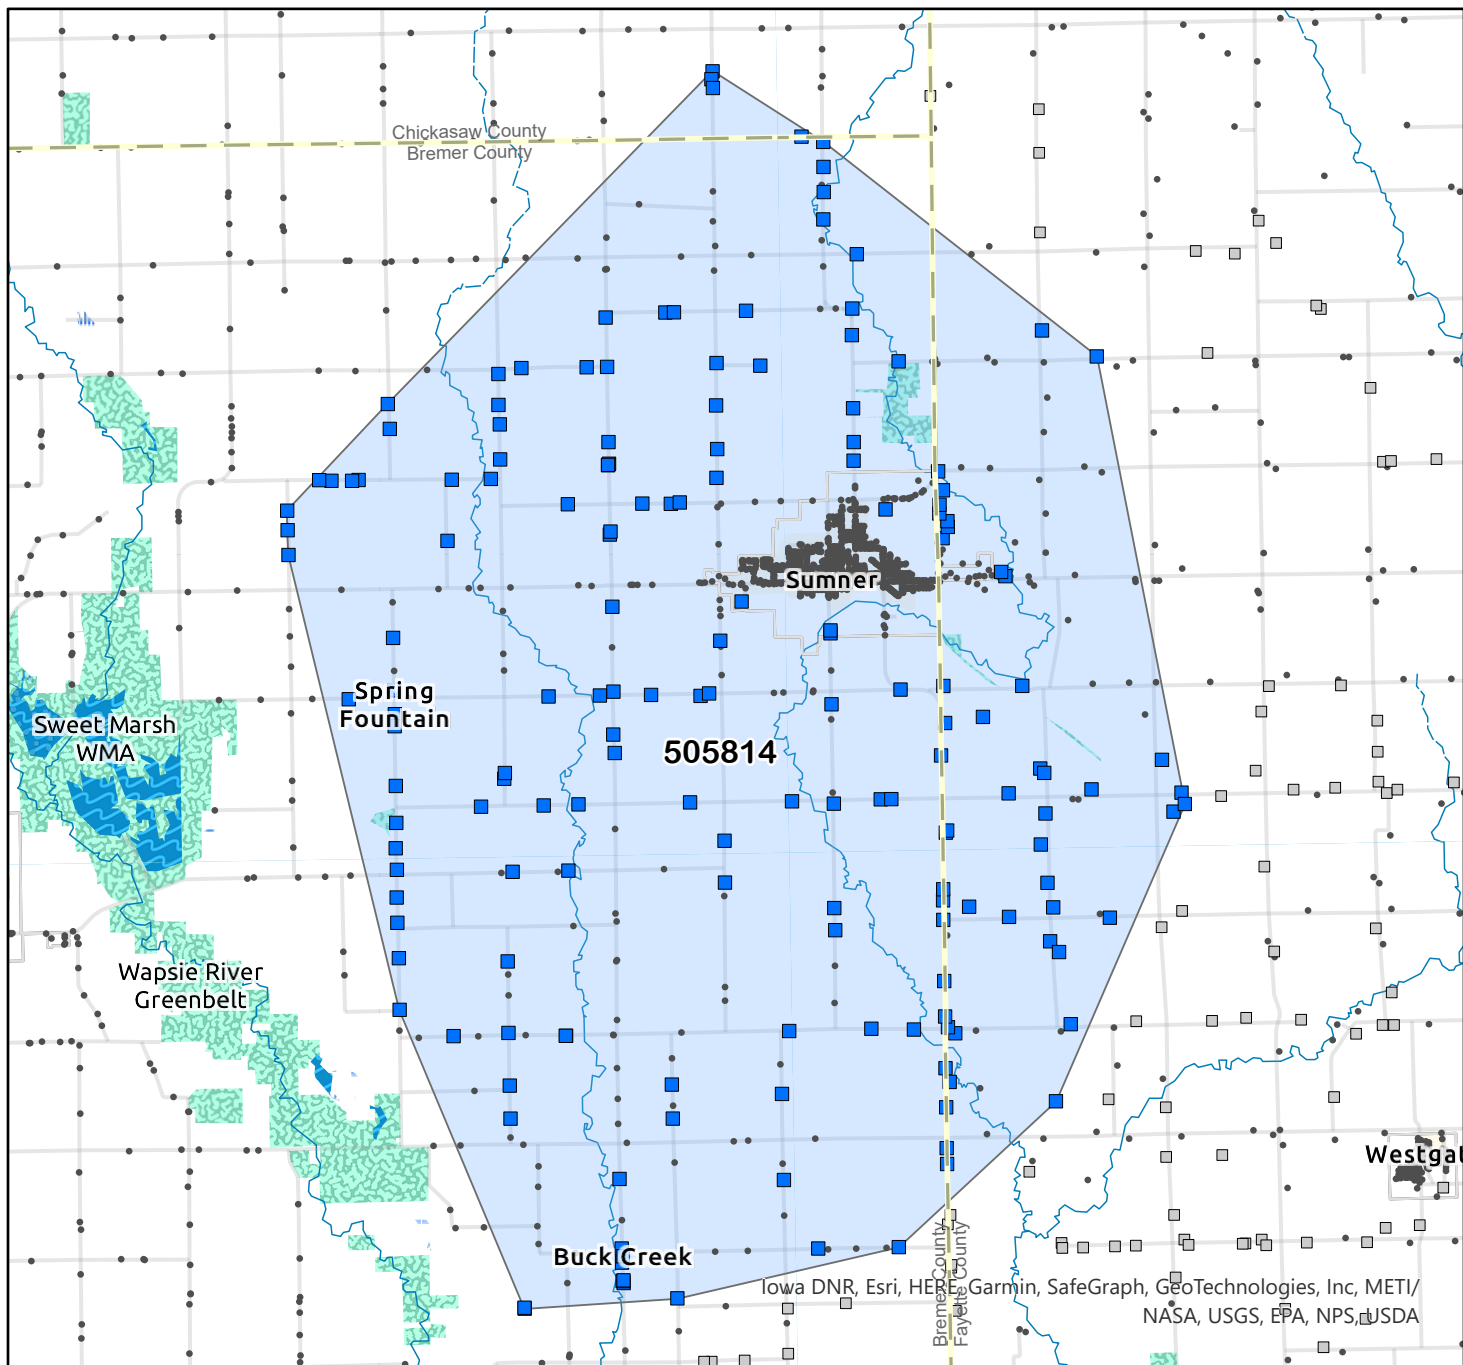 Chickasaw County
Bremer County
Sumner
Spring
Fountain
Sweet Marsh
WMA
505814
Wapsie River
Greenbelt
Westgat
Buck Creek
Bremer County
Fayette County
Iowa DNR, Esri, HERE, Garmin, SafeGraph, GeoTechnologies, Inc, METI/
NASA, USGS, EPA, NPS, USDA